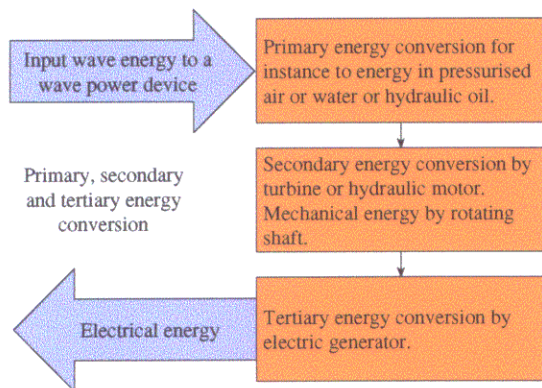 Input wave energy to a
wave power device
Primary energy conversion for
instance to energy in pressurised
air or water or hydraulic oil.
Primary, secondary
and tertiary energy
conversion
Secondary energy conversion by
turbine or hydraulic motor.
Mechanical energy by rotating
shaft.
Electrical energy
Tertiary energy conversion by
electric generator.